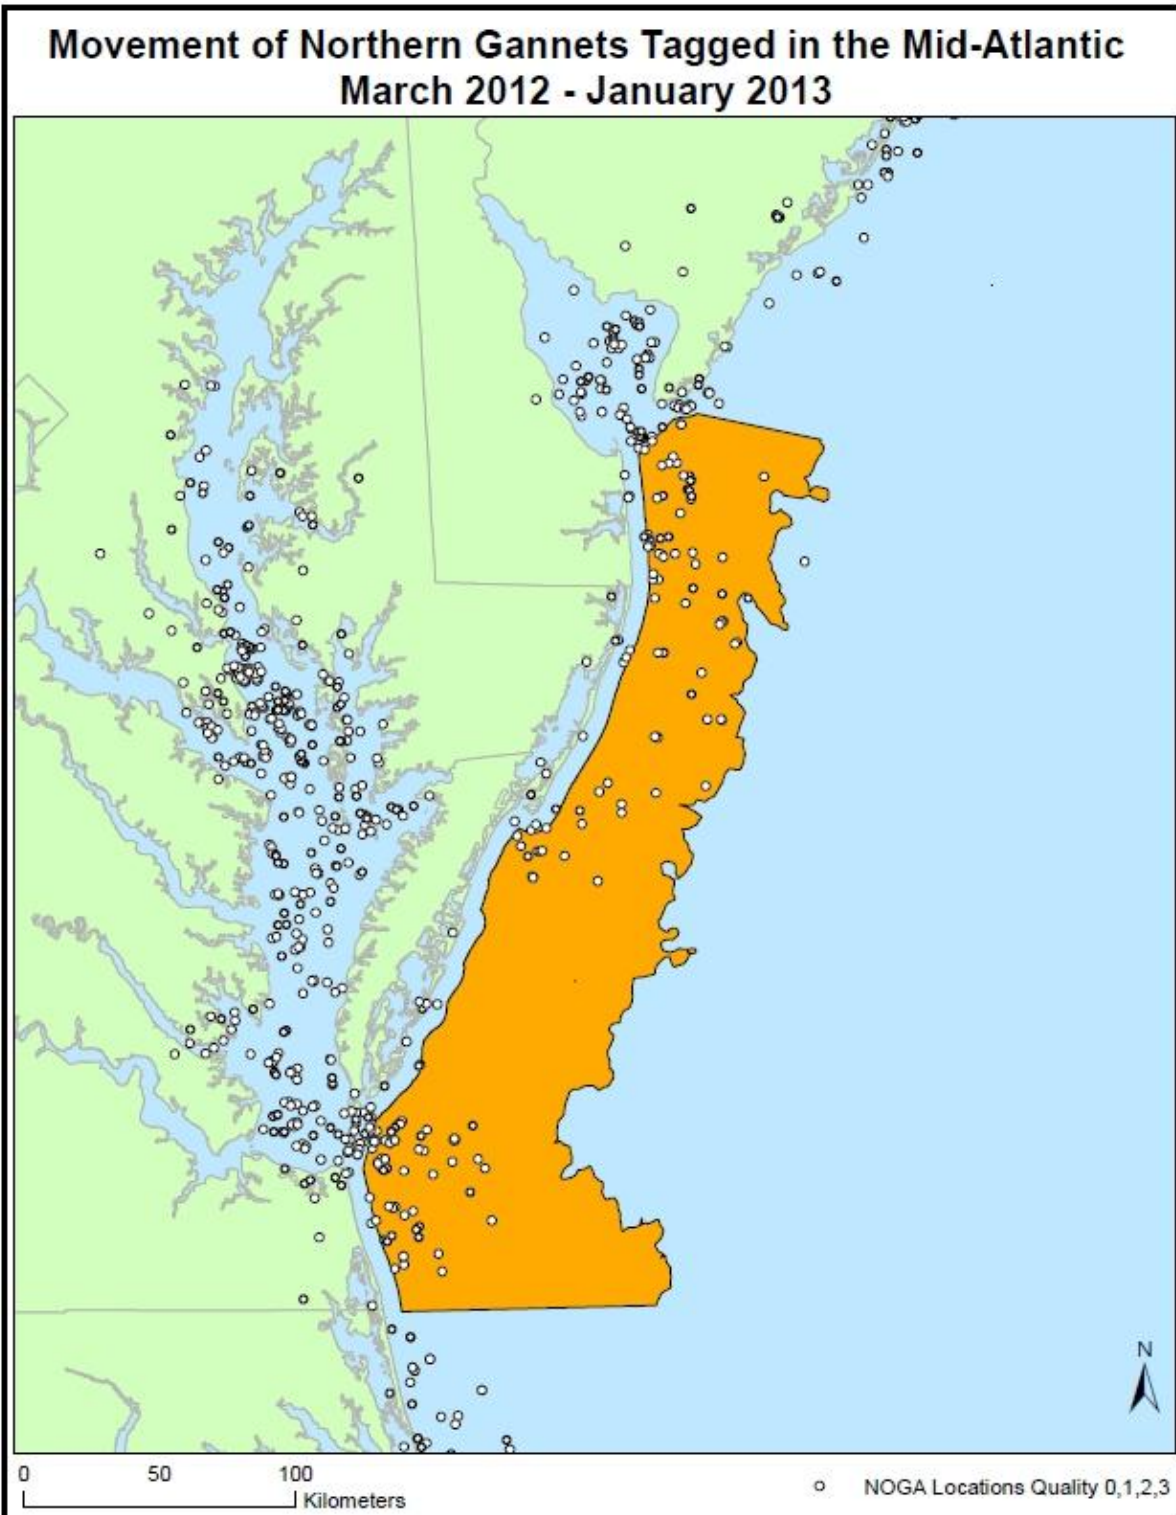 Movement of Northern Gannets Tagged in the Mid-Atlantic
March 2012 - January 2013
N
0 50 100
Kilometers
NOGA Locations Quality 0,1,2,3